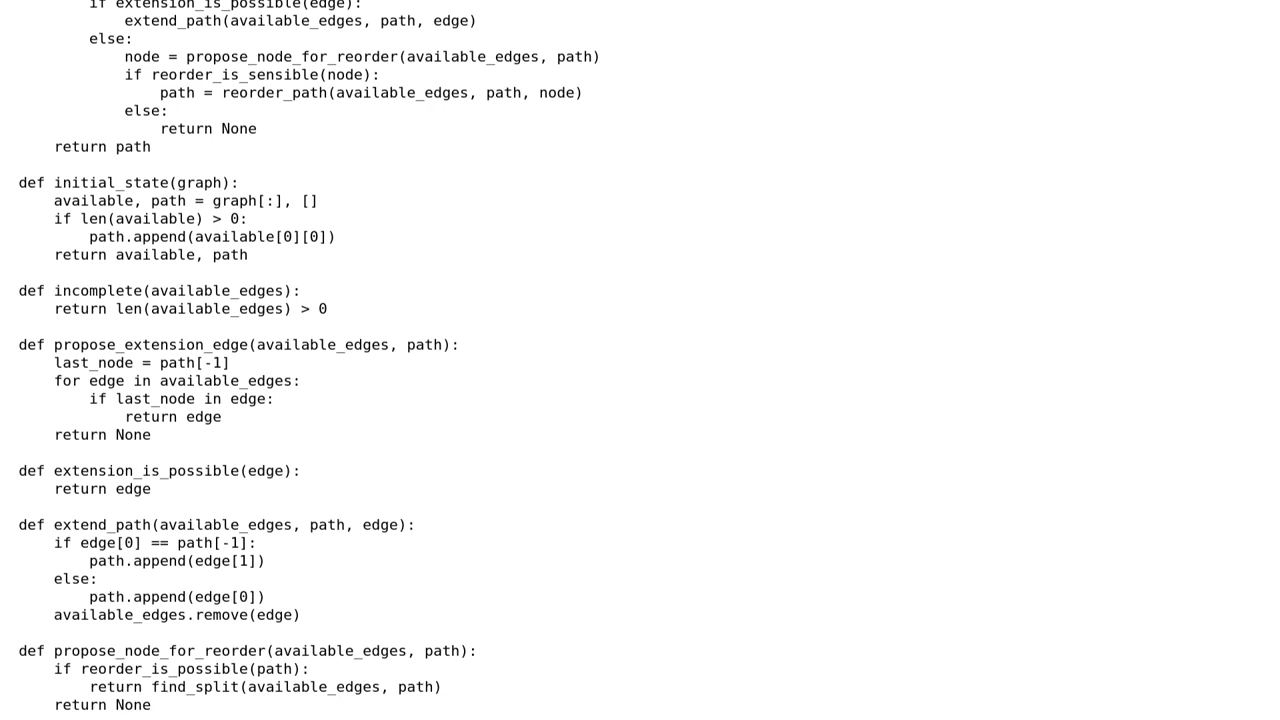 if extension_is_possible(edge):
            extend_path(available_edges, path, edge)
        else:
            node = propose_node_for_reorder(available_edges, path)
            if reorder_is_sensible(node):
                path = reorder_path(available_edges, path, node)
            else:
                return None
    return path

def initial_state(graph):
    available, path = graph[:], []
    if len(available) > 0:
        path.append(available[0][0])
    return available, path

def incomplete(available_edges):
    return len(available_edges) > 0

def propose_extension_edge(available_edges, path):
    last_node = path[-1]
    for edge in available_edges:
        if last_node in edge:
            return edge
    return None

def extension_is_possible(edge):
    return edge

def extend_path(available_edges, path, edge):
    if edge[0] == path[-1]:
        path.append(edge[1])
    else:
        path.append(edge[0])
    available_edges.remove(edge)

def propose_node_for_reorder(available_edges, path):
    if reorder_is_possible(path):
        return find_split(available_edges, path)
    return None